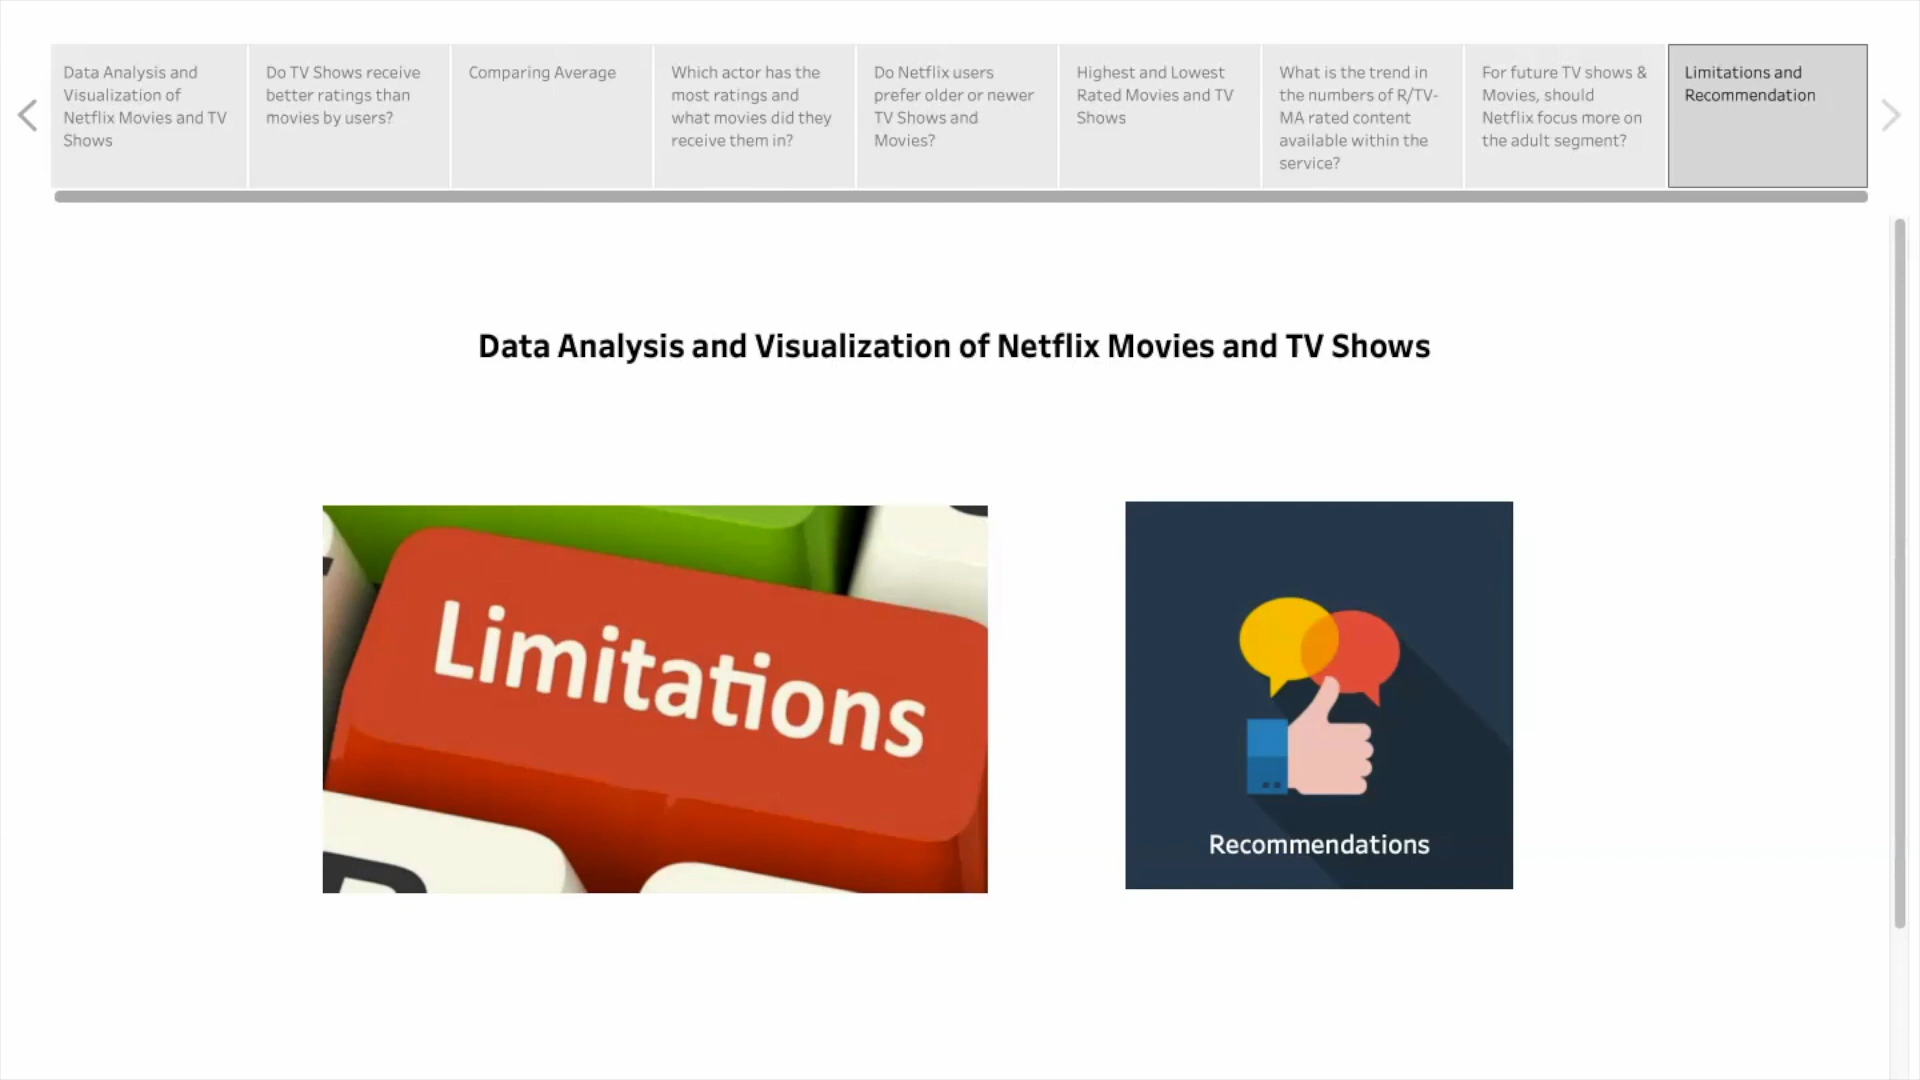 Data Analysis and
Visualization of
Netflix Movies and TV
Shows
Do TV Shows receive
better ratings than
movies by users?
Comparing Average
Which actor has the
most ratings and
what movies did they
receive them in?
Do Netflix users
prefer older or newer
TV Shows and
Movies?
Highest and Lowest
Rated Movies and TV
Shows
What is the trend in
the numbers of R/TV-
MA rated content
available within the
service?
For future TV shows &
Movies, should
Netflix focus more on
the adult segment?
Limitations and
Recommendation
Data Analysis and Visualization of Netflix Movies and TV Shows
Limitations
Recommendations